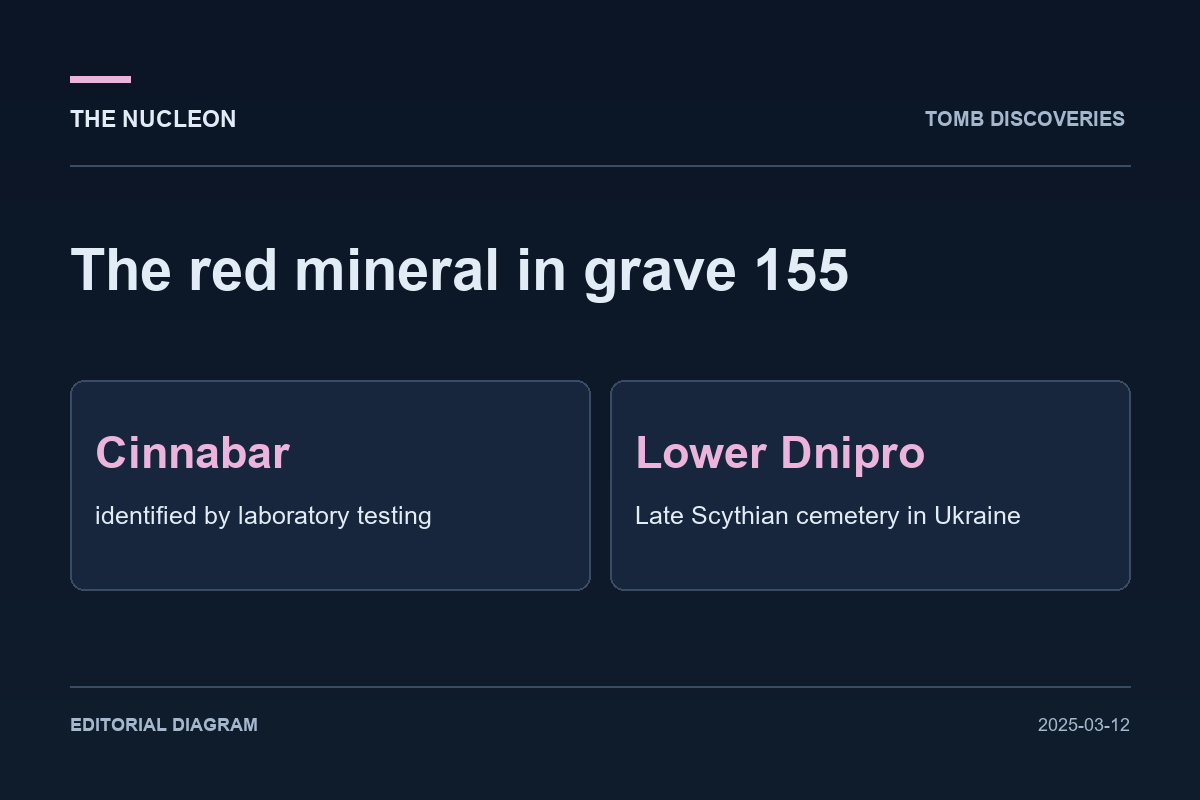 THE NUCLEON
TOMB DISCOVERIES
The red mineral in grave 155
Cinnabar
identified by laboratory testing
Lower Dnipro
Late Scythian cemetery in Ukraine
EDITORIAL DIAGRAM
2025-03-12